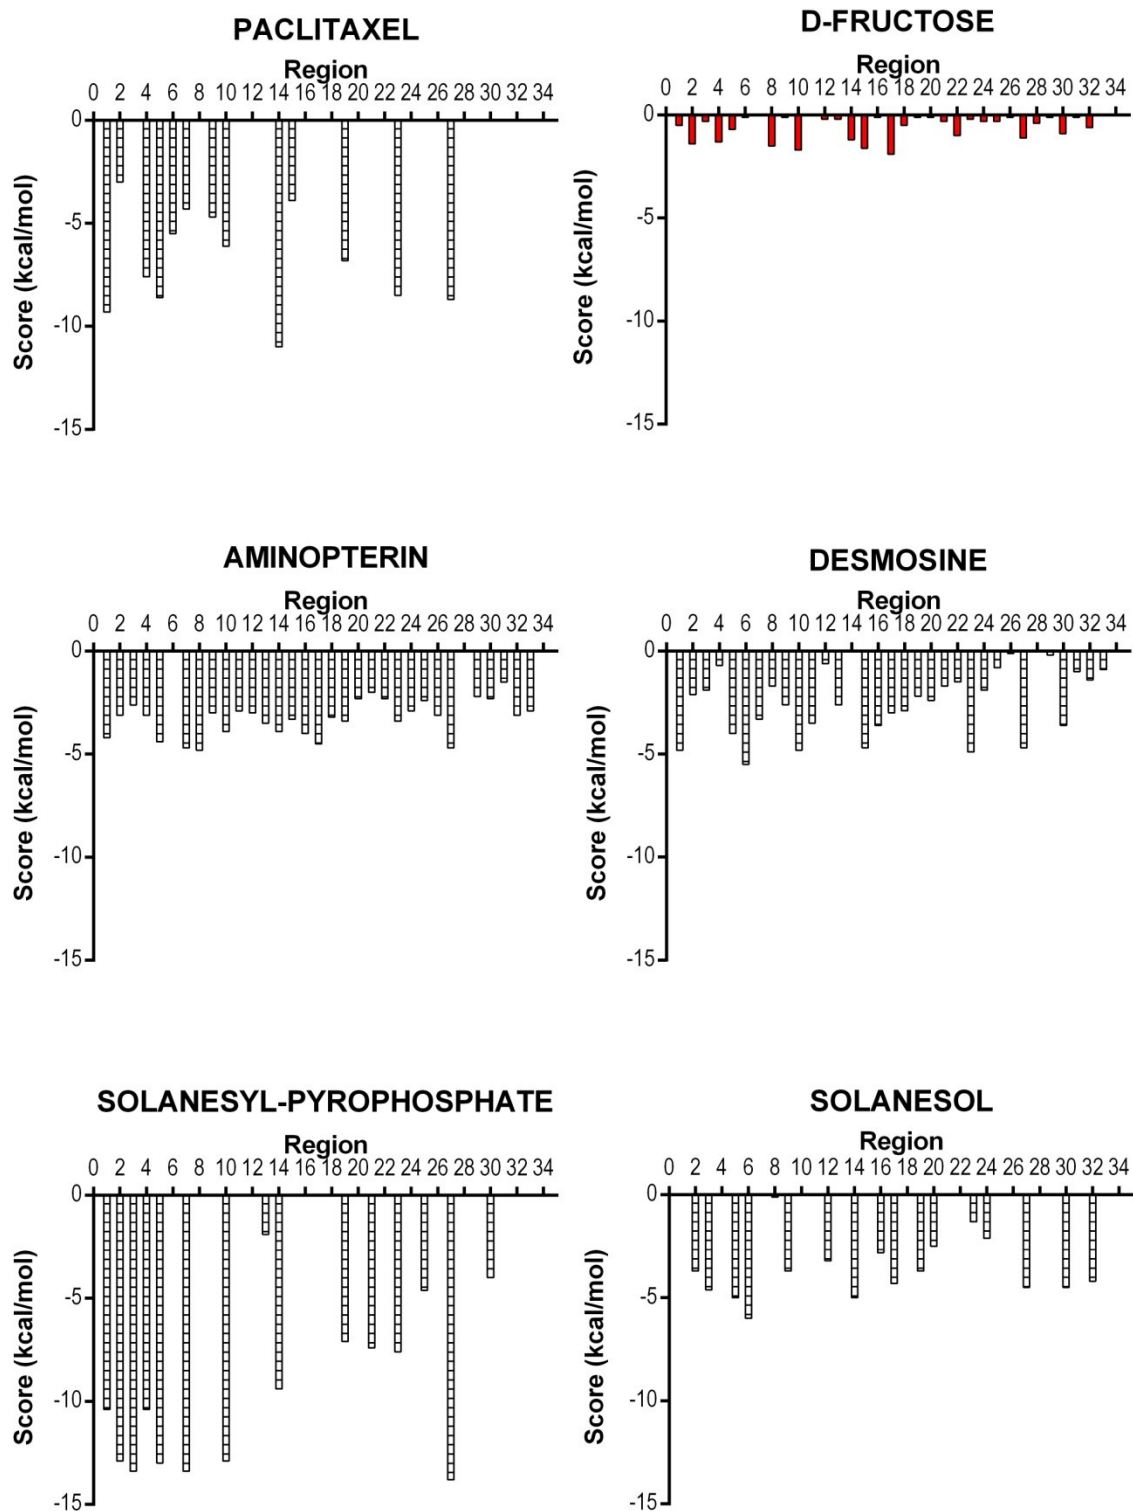 PACLITAXEL
Region
0 2 4 6 8 10 12 14 16 18 20 22 24 26 28 30 32 34
0
-5
-10
-15
Score (kcal/mol)
D-FRUCTOSE
Region
0 2 4 6 8 10 12 14 16 18 20 22 24 26 28 30 32 34
0
-5
-10
-15
Score (kcal/mol)
AMINOPTERIN
Region
0 2 4 6 8 10 12 14 16 18 20 22 24 26 28 30 32 34
0
-5
-10
-15
Score (kcal/mol)
DESMOSINE
Region
0 2 4 6 8 10 12 14 16 18 20 22 24 26 28 30 32 34
0
-5
-10
-15
Score (kcal/mol)
SOLANESYL-PYROPHOSPHATE
Region
0 2 4 6 8 10 12 14 16 18 20 22 24 26 28 30 32 34
0
-5
-10
-15
Score (kcal/mol)
SOLANESOL
Region
0 2 4 6 8 10 12 14 16 18 20 22 24 26 28 30 32 34
0
-5
-10
-15
Score (kcal/mol)